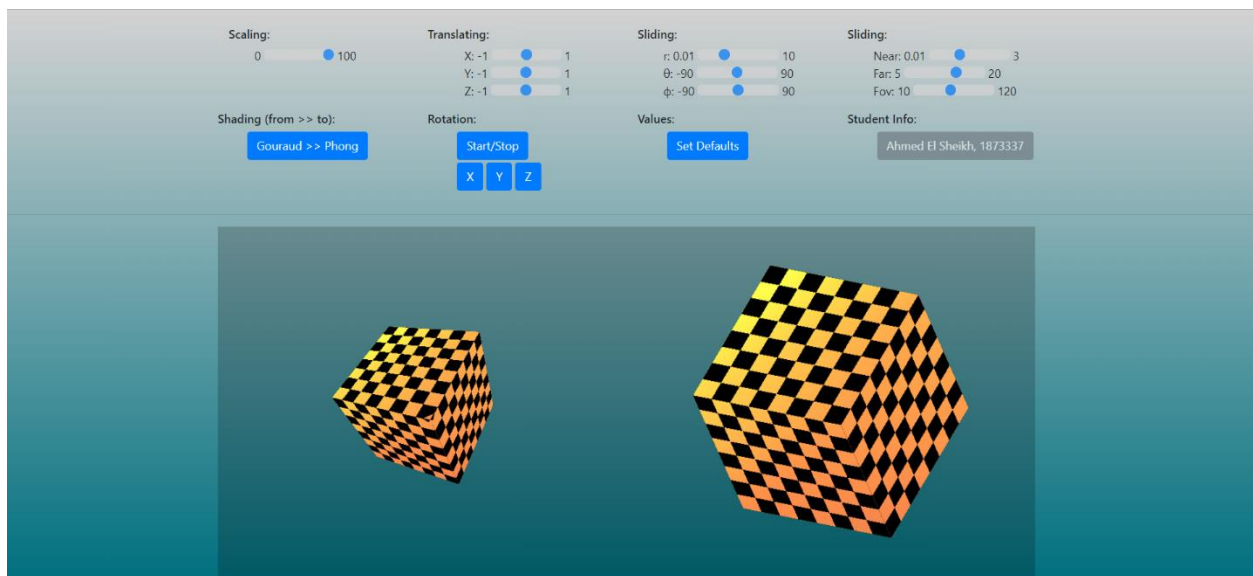 Scaling: Translating: Sliding: Sliding:
0 100 X: -1 1 r: 0.01 10 Near: 0.01 3
Y: -1 1 θ: -90 90 Far: 5 20
Z: -1 1 ϕ: -90 90 Fov: 10 120
Shading (from >> to): Rotation: Values: Student Info:
Gouraud >> Phong Start/Stop Set Defaults Ahmed El Sheikh, 1873337
X Y Z